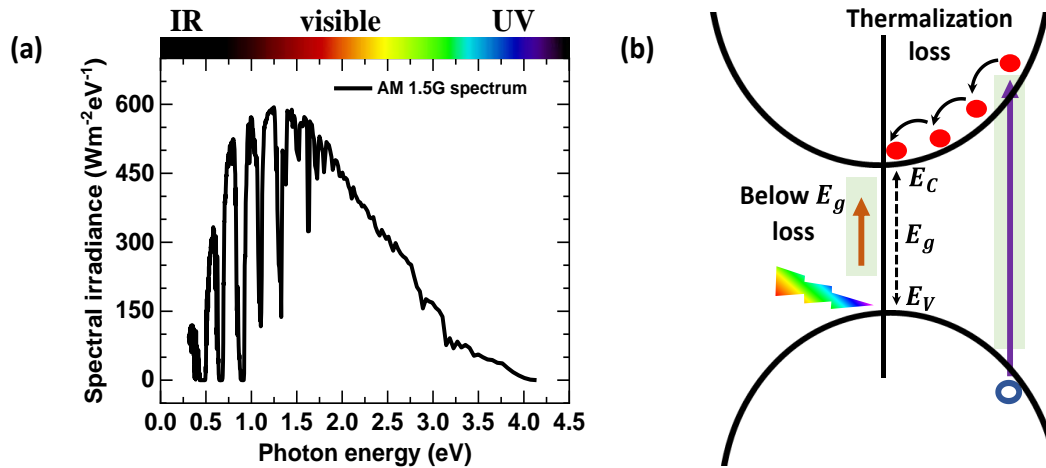 (a)
IR visible UV
AM 1.5G spectrum
Spectral irradiance (Wm⁻²eV⁻¹)
600
450
300
150
0
0.0 0.5 1.0 1.5 2.0 2.5 3.0 3.5 4.0 4.5
Photon energy (eV)
(b)
Thermalization
loss
E_C
Below E_g
loss
E_g
E_V